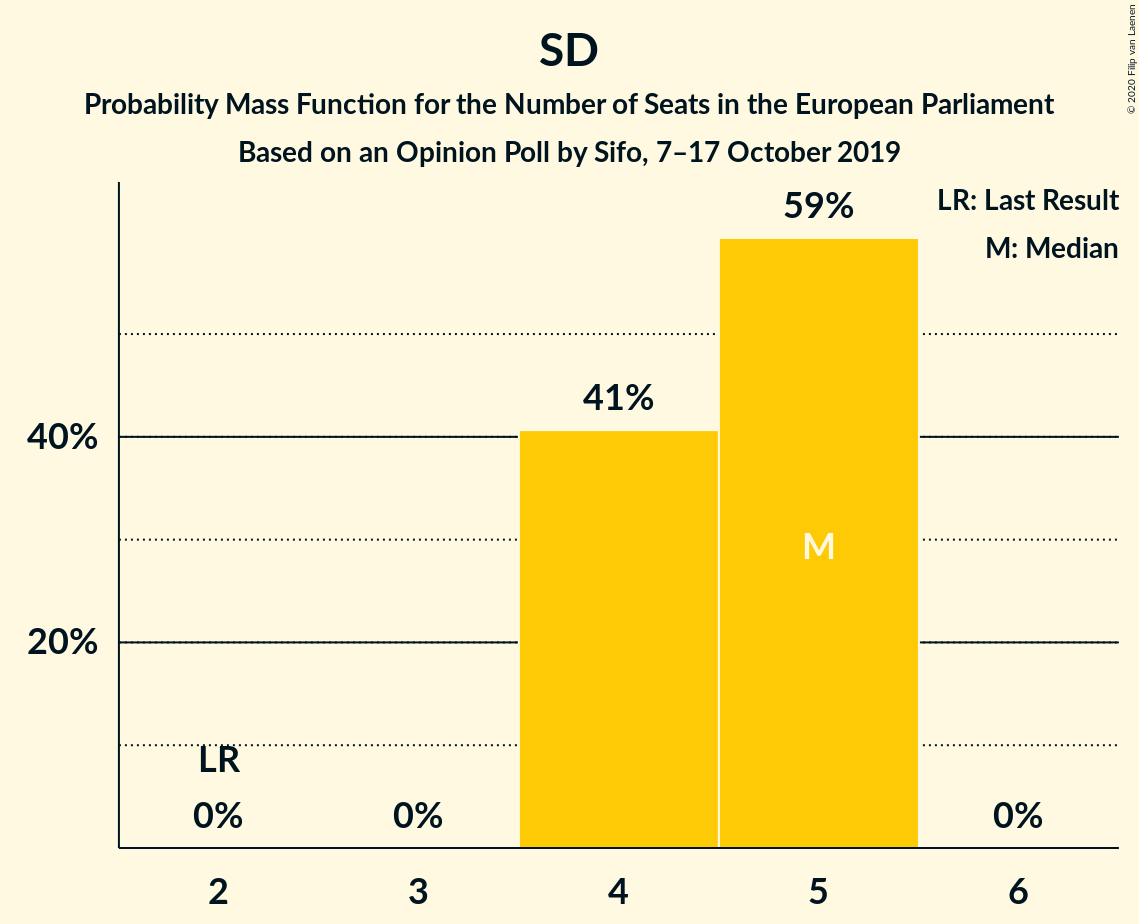 SD
Probability Mass Function for the Number of Seats in the European Parliament
Based on an Opinion Poll by Sifo, 7–17 October 2019
© 2020 Filip van Laenen
LR: Last Result
M: Median
59%
41%
40%
M
20%
LR
0%
0%
0%
2
3
4
5
6